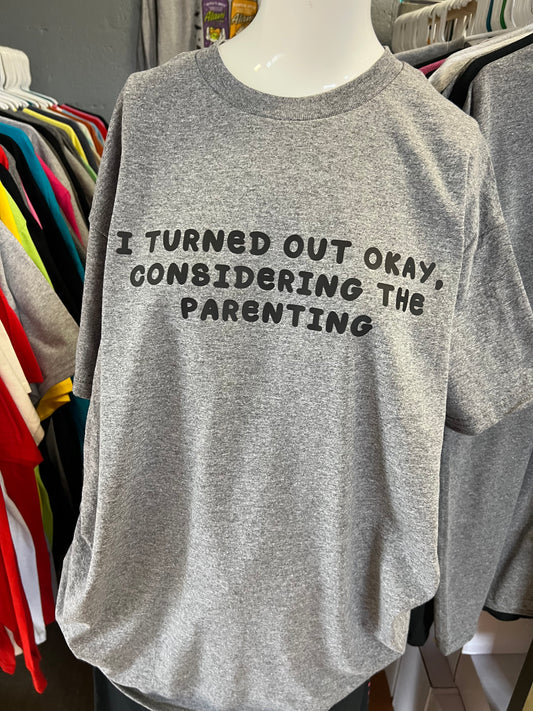 I TURNED OUT OKAY,
CONSIDERING THE
PARENTING